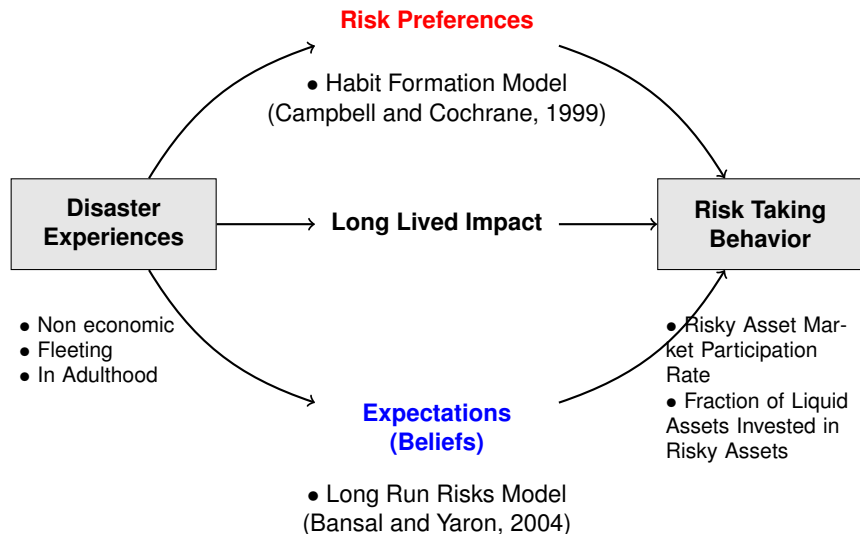 Risk Preferences
• Habit Formation Model
(Campbell and Cochrane, 1999)
Disaster
Experiences
Long Lived Impact
Risk Taking
Behavior
• Non economic
• Fleeting
• In Adulthood
• Risky Asset Mar-
ket Participation
Rate
• Fraction of Liquid
Assets Invested in
Risky Assets
Expectations
(Beliefs)
• Long Run Risks Model
(Bansal and Yaron, 2004)